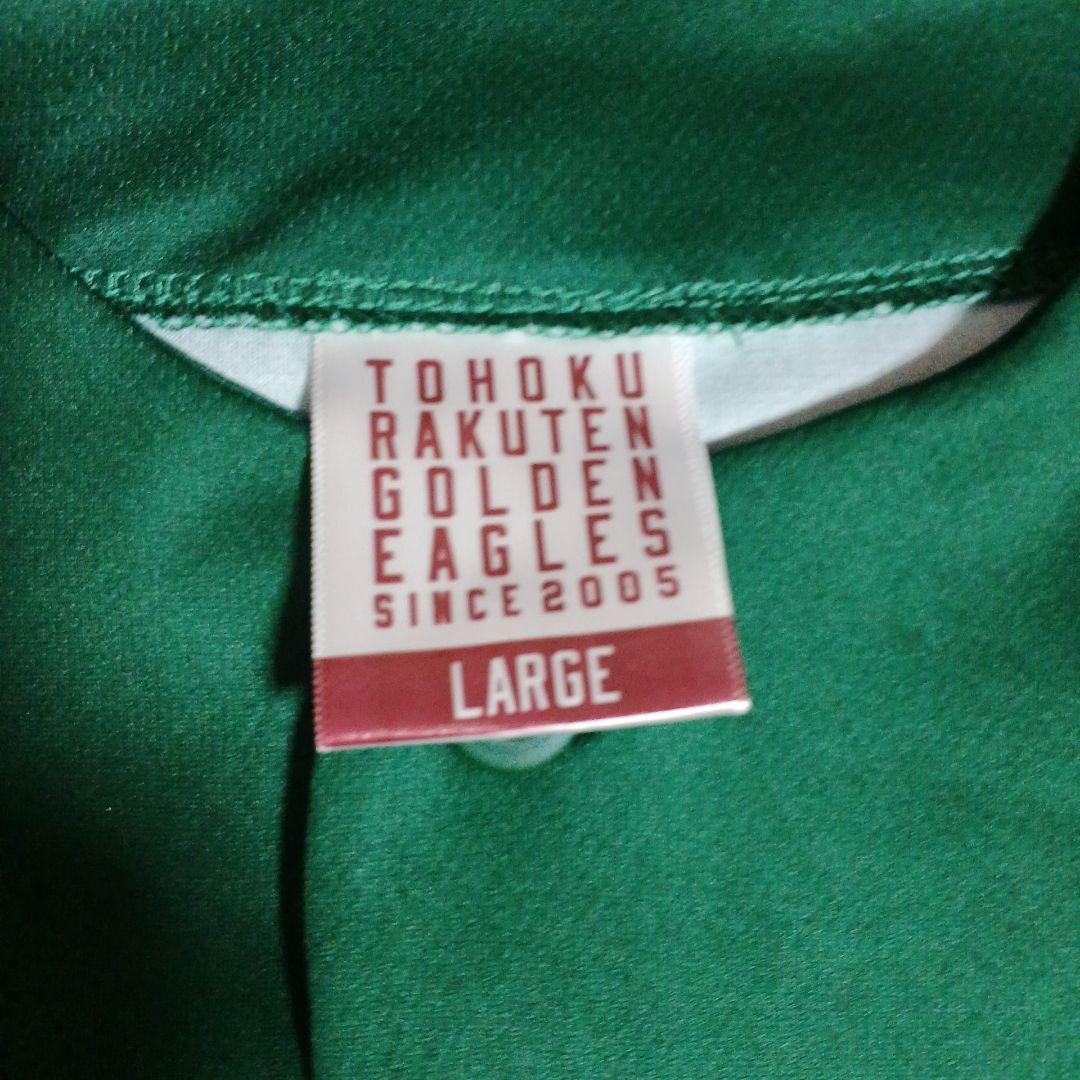 TOHOKU
RAKUTEN
GOLDEN
EAGLES
SINCE 2005
LARGE